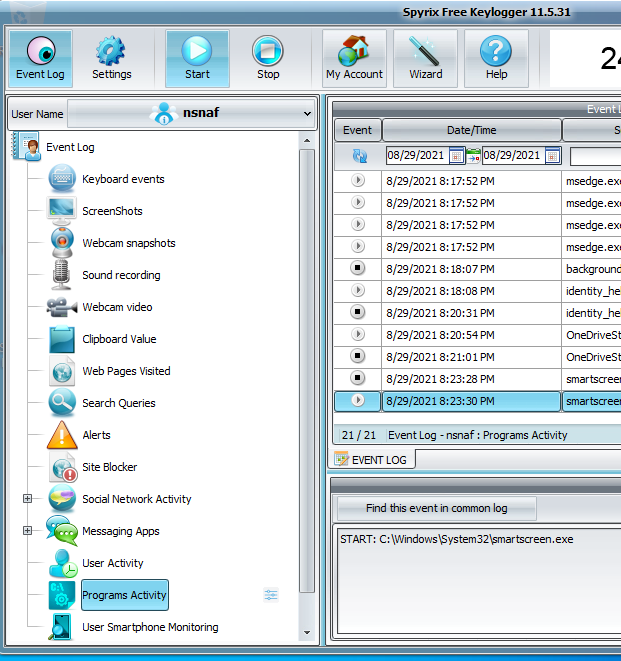 Spyrix Free Keylogger 11.5.31
Event Log Settings Start Stop My Account Wizard Help 24
User Name nsnaf
Event Log
Keyboard events
ScreenShots
Webcam snapshots
Sound recording
Webcam video
Clipboard Value
Web Pages Visited
Search Queries
Alerts
Site Blocker
Social Network Activity
Messaging Apps
User Activity
Programs Activity
User Smartphone Monitoring
Event L
Event Date/Time S
08/29/2021 08/29/2021
8/29/2021 8:17:52 PM msedge.exe
8/29/2021 8:17:52 PM msedge.exe
8/29/2021 8:17:52 PM msedge.exe
8/29/2021 8:17:52 PM msedge.exe
8/29/2021 8:18:07 PM background
8/29/2021 8:18:08 PM identity_hel
8/29/2021 8:20:31 PM identity_hel
8/29/2021 8:20:54 PM OneDriveSt
8/29/2021 8:21:01 PM OneDriveSt
8/29/2021 8:23:28 PM smartscreen
8/29/2021 8:23:30 PM smartscreen
21 / 21 Event Log - nsnaf : Programs Activity
EVENT LOG
Find this event in common log
START: C:\Windows\System32\smartscreen.exe